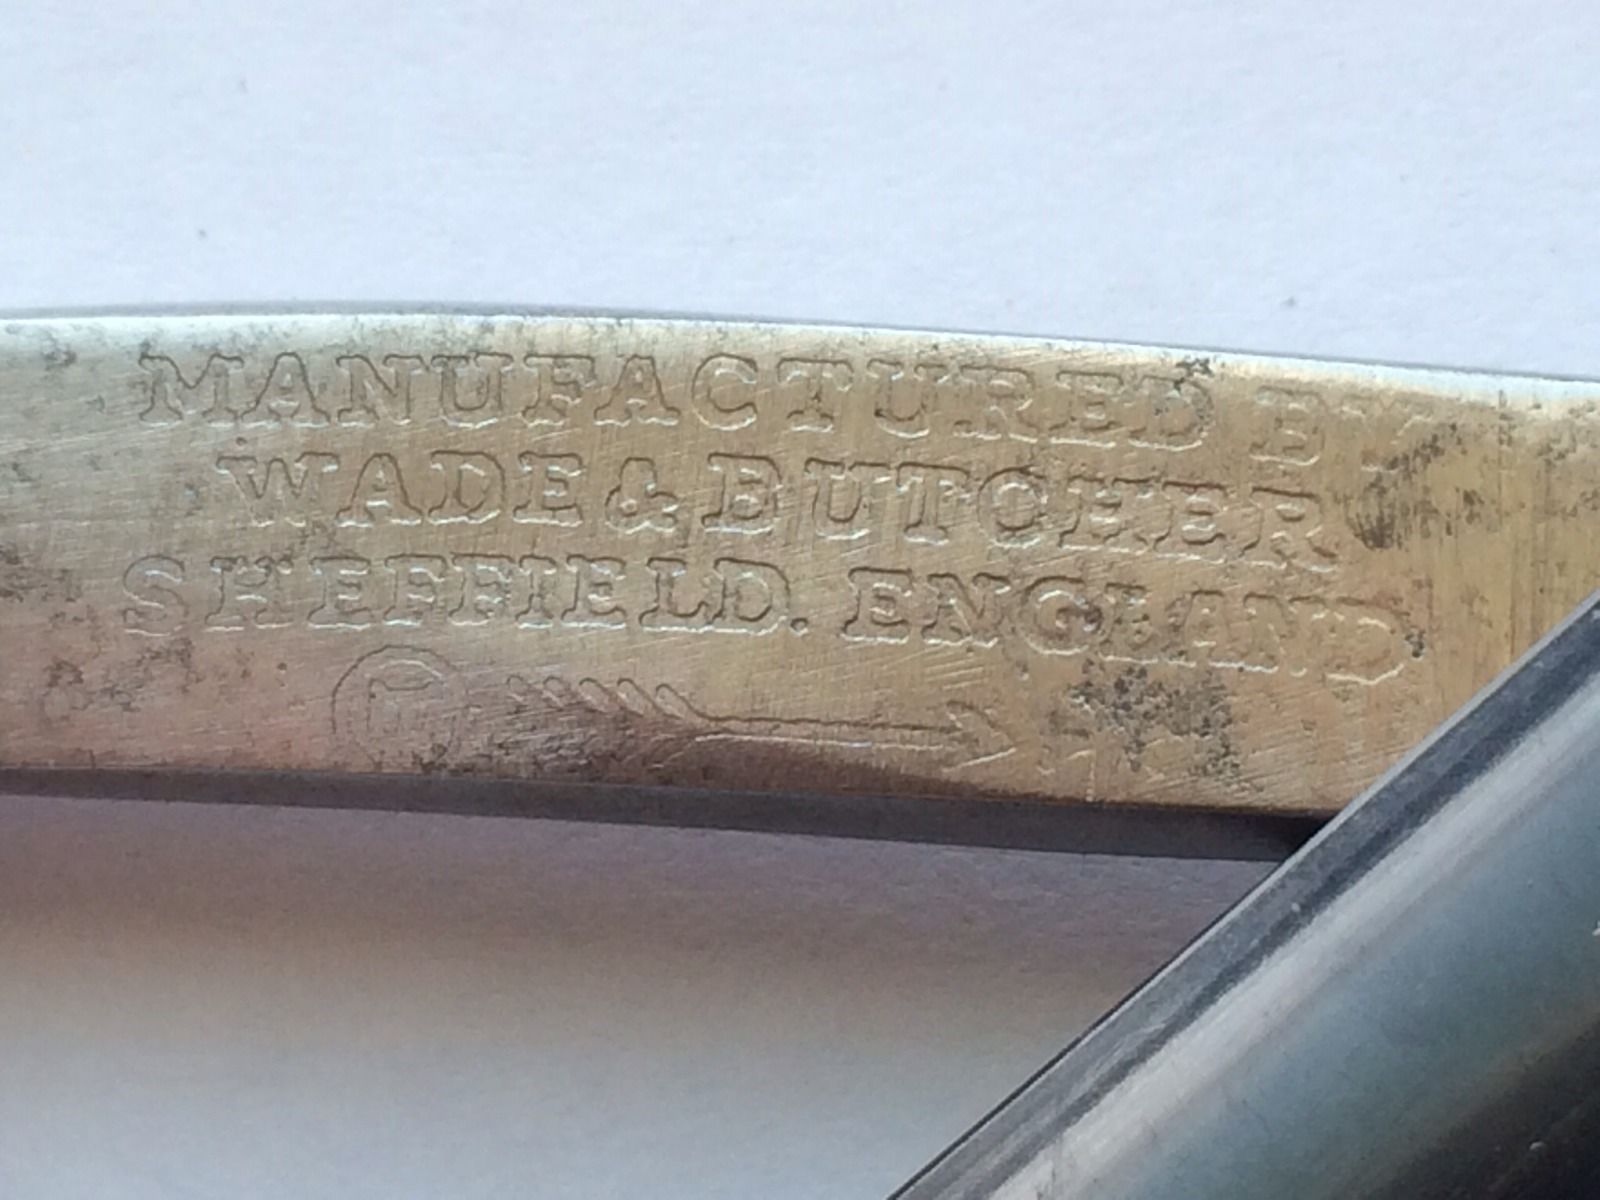 MANUFACTURED BY
WADE & BUTCHER
SHEFFIELD. ENGLAND